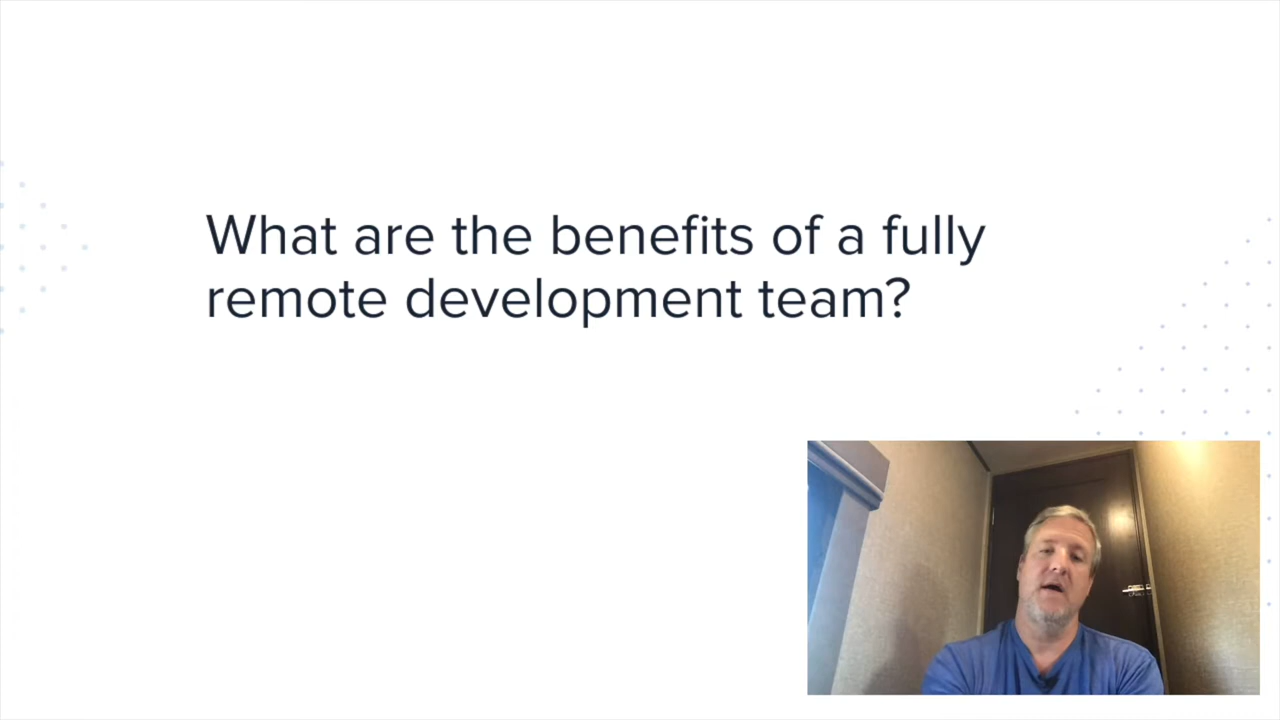 What are the benefits of a fully
remote development team?